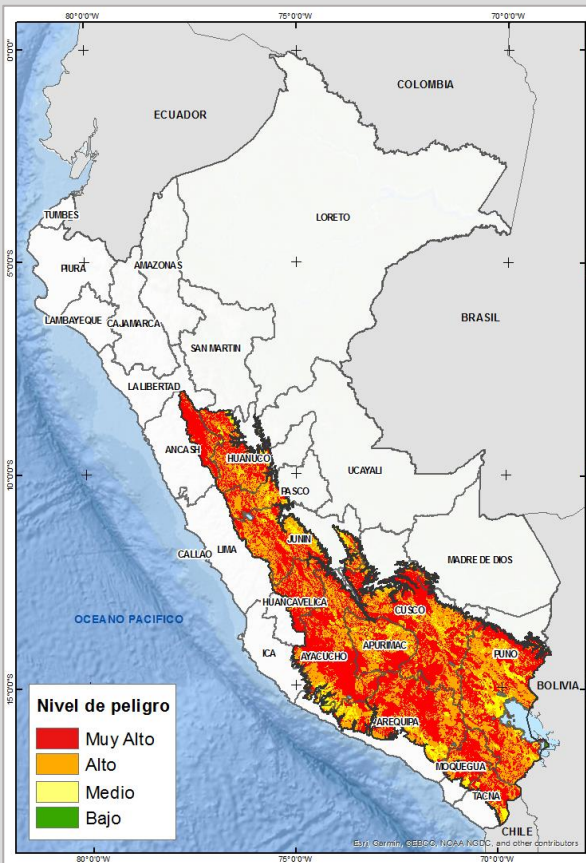 80°0'0"O 75°0'0"O 70°0'0"O
0°0'0"
COLOMBIA
ECUADOR
TUMBES
LORETO
5°0'0"S
PIURA
AMAZONAS
BRASIL
LAMBAYEQUE
CAJAMARCA
SAN MARTIN
LA LIBERTAD
ANCASH
HUANUCO
UCAYALI
10°0'0"S
PASCO
JUNIN
CALLAO
LIMA
MADRE DE DIOS
HUANCAVELICA
CUSCO
OCEANO PACIFICO
ICA
APURIMAC
AYACUCHO
PUNO
15°0'0"S
BOLIVIA
AREQUIPA
Nivel de peligro
Muy Alto
Alto
Medio
Bajo
MOQUEGUA
TACNA
CHILE
Esri, Garmin, GEBCO, NOAA NGDC, and other contributors
80°0'0"O 75°0'0"O 70°0'0"O